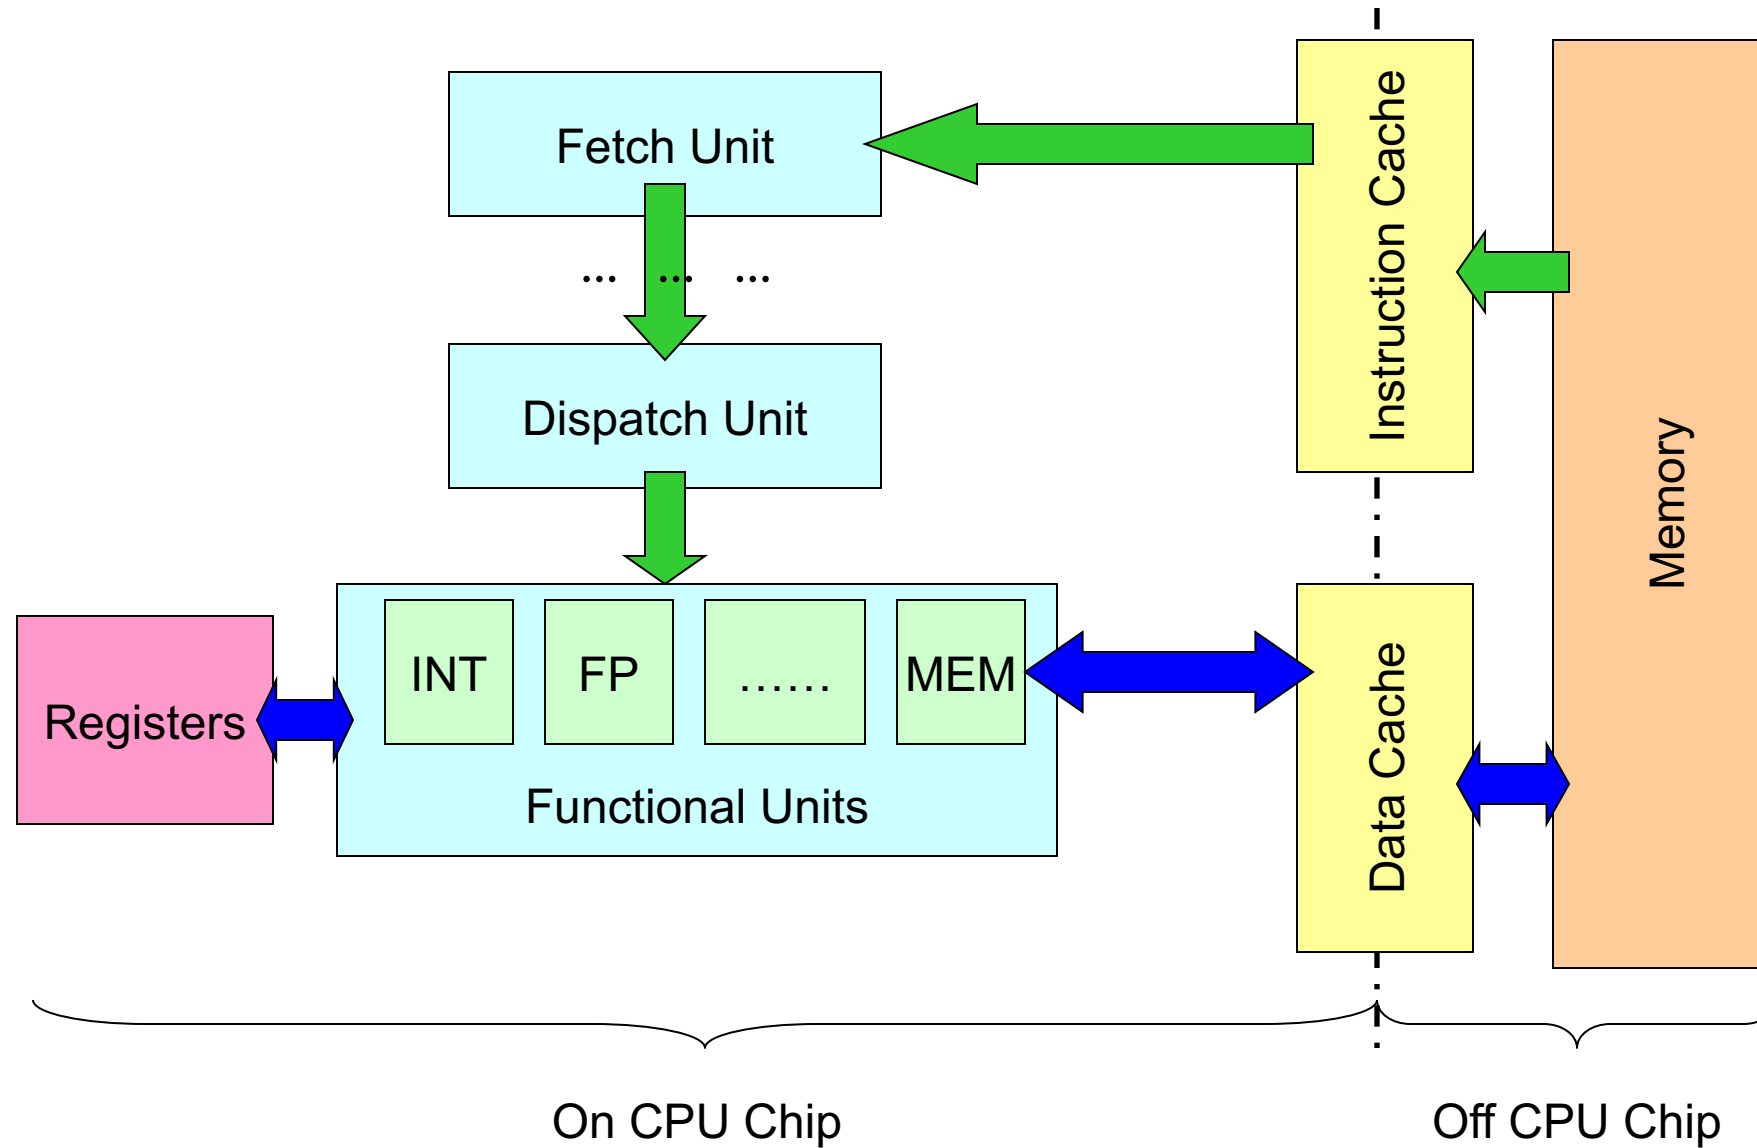 Fetch Unit
... ... ...
Dispatch Unit
INT
FP
......
MEM
Functional Units
Registers
Instruction Cache
Data Cache
Memory
On CPU Chip
Off CPU Chip